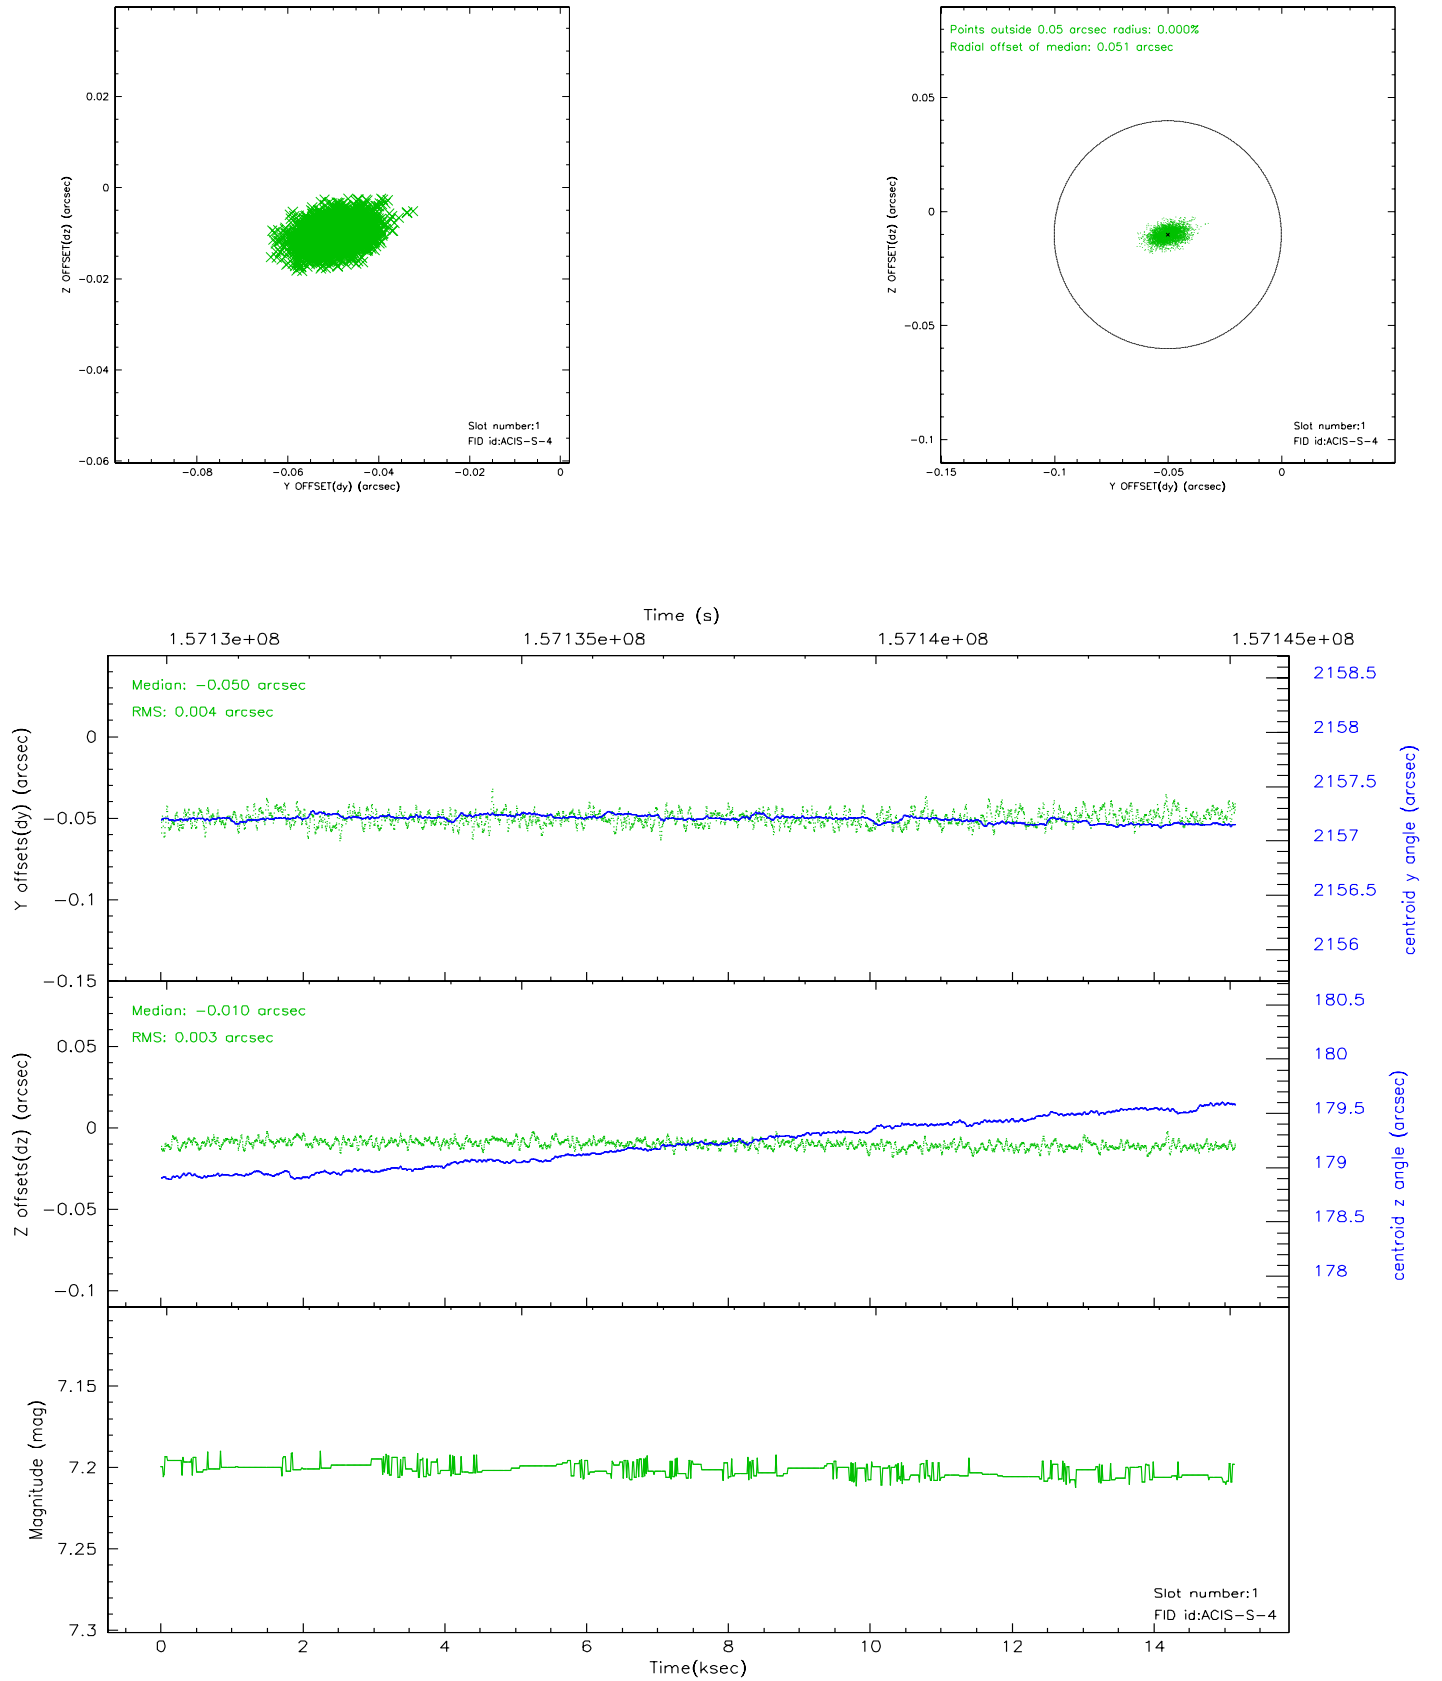 0.02
0
−0.02
−0.04
−0.06
Z OFFSET(dz) (arcsec)
Slot number:1
FID id:ACIS−S−4
−0.08
−0.06
−0.04
−0.02
0
Y OFFSET(dy) (arcsec)
Points outside 0.05 arcsec radius: 0.000%
Radial offset of median: 0.051 arcsec
0.05
0
−0.05
−0.1
Z OFFSET(dz) (arcsec)
Slot number:1
FID id:ACIS−S−4
−0.15
−0.1
−0.05
0
Y OFFSET(dy) (arcsec)
Time (s)
1.5713e+08
1.57135e+08
1.5714e+08
1.57145e+08
Median: −0.050 arcsec
RMS: 0.004 arcsec
0
−0.05
−0.1
−0.15
Y offsets(dy) (arcsec)
2158.5
2158
2157.5
2157
2156.5
2156
centroid y angle (arcsec)
Median: −0.010 arcsec
RMS: 0.003 arcsec
0.05
0
−0.05
−0.1
Z offsets(dz) (arcsec)
180.5
180
179.5
179
178.5
178
centroid z angle (arcsec)
7.15
7.2
7.25
7.3
Magnitude (mag)
Slot number:1
FID id:ACIS−S−4
0
2
4
6
8
10
12
14
Time(ksec)